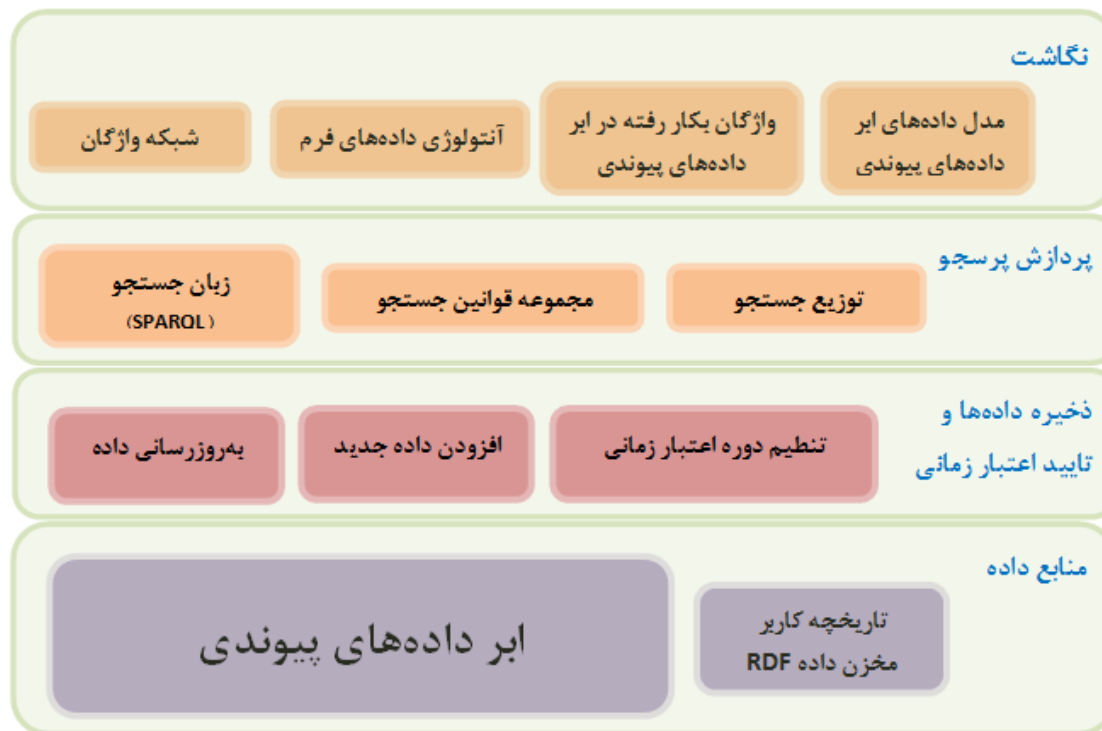 نگاشت
مدل داده‌های ابر
داده‌های پیوندی
واژگان بکار رفته در ابر
داده‌های پیوندی
آنتولوژی داده‌های فرم
شبکه واژگان
پردازش پرسجو
توزیع جستجو
مجموعه قوانین جستجو
زبان جستجو
(SPARQL)
ذخیره داده‌ها و
تایید اعتبار زمانی
تنظیم دوره اعتبار زمانی
افزودن داده جدید
به‌روزرسانی داده
منابع داده
تاریخچه کاربر
مخزن داده RDF
ابر داده‌های پیوندی